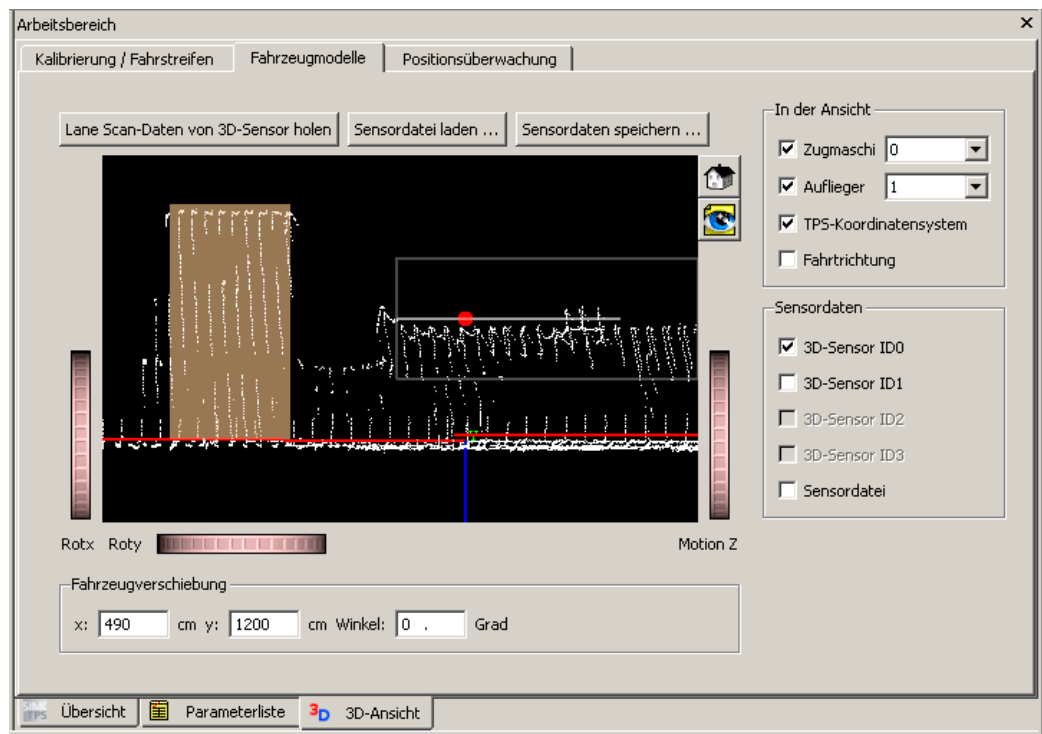 Arbeitsbereich
Kalibrierung / Fahrstreifen Fahrzeugmodelle Positionsüberwachung
Lane Scan-Daten von 3D-Sensor holen Sensordatei laden ... Sensordaten speichern ...
In der Ansicht
Zugmaschi 0
Auflieger 1
TPS-Koordinatensystem
Fahrtrichtung
Sensordaten
3D-Sensor ID0
3D-Sensor ID1
3D-Sensor ID2
3D-Sensor ID3
Sensordatei
Rotx Roty Motion Z
Fahrzeugverschiebung
x: 490 cm y: 1200 cm Winkel: 0 . Grad
SIMK TPS Übersicht Parameterliste 3D 3D-Ansicht